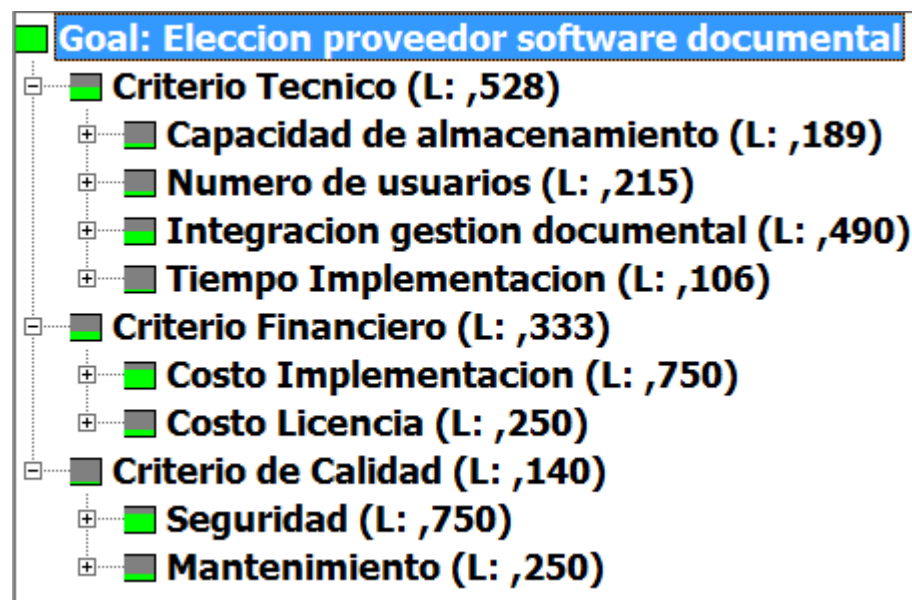 Goal: Eleccion proveedor software documental
Criterio Tecnico (L: ,528)
Capacidad de almacenamiento (L: ,189)
Numero de usuarios (L: ,215)
Integracion gestion documental (L: ,490)
Tiempo Implementacion (L: ,106)
Criterio Financiero (L: ,333)
Costo Implementacion (L: ,750)
Costo Licencia (L: ,250)
Criterio de Calidad (L: ,140)
Seguridad (L: ,750)
Mantenimiento (L: ,250)